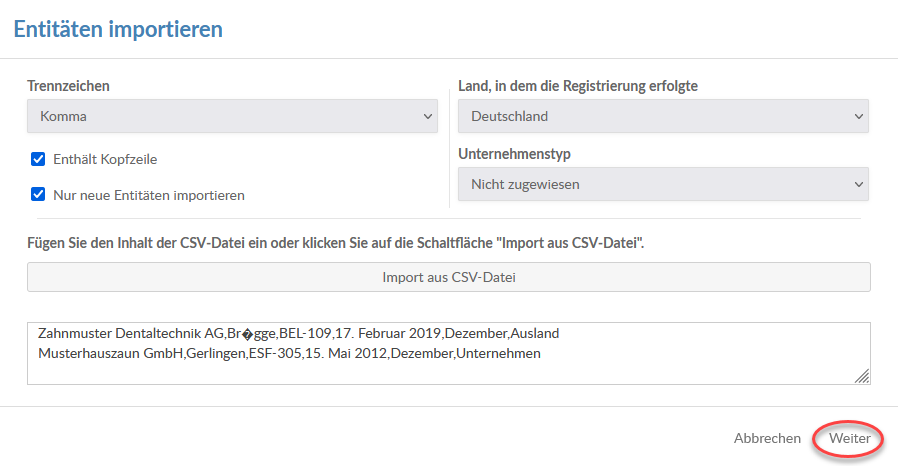 Entitäten importieren
Trennzeichen
Komma
Enthält Kopfzeile
Nur neue Entitäten importieren
Land, in dem die Registrierung erfolgte
Deutschland
Unternehmenstyp
Nicht zugewiesen
Fügen Sie den Inhalt der CSV-Datei ein oder klicken Sie auf die Schaltfläche "Import aus CSV-Datei".
Import aus CSV-Datei
Zahnmuster Dentaltechnik AG,Br�gge,BEL-109,17. Februar 2019,Dezember,Ausland
Musterhauszaun GmbH,Gerlingen,ESF-305,15. Mai 2012,Dezember,Unternehmen
Abbrechen
Weiter